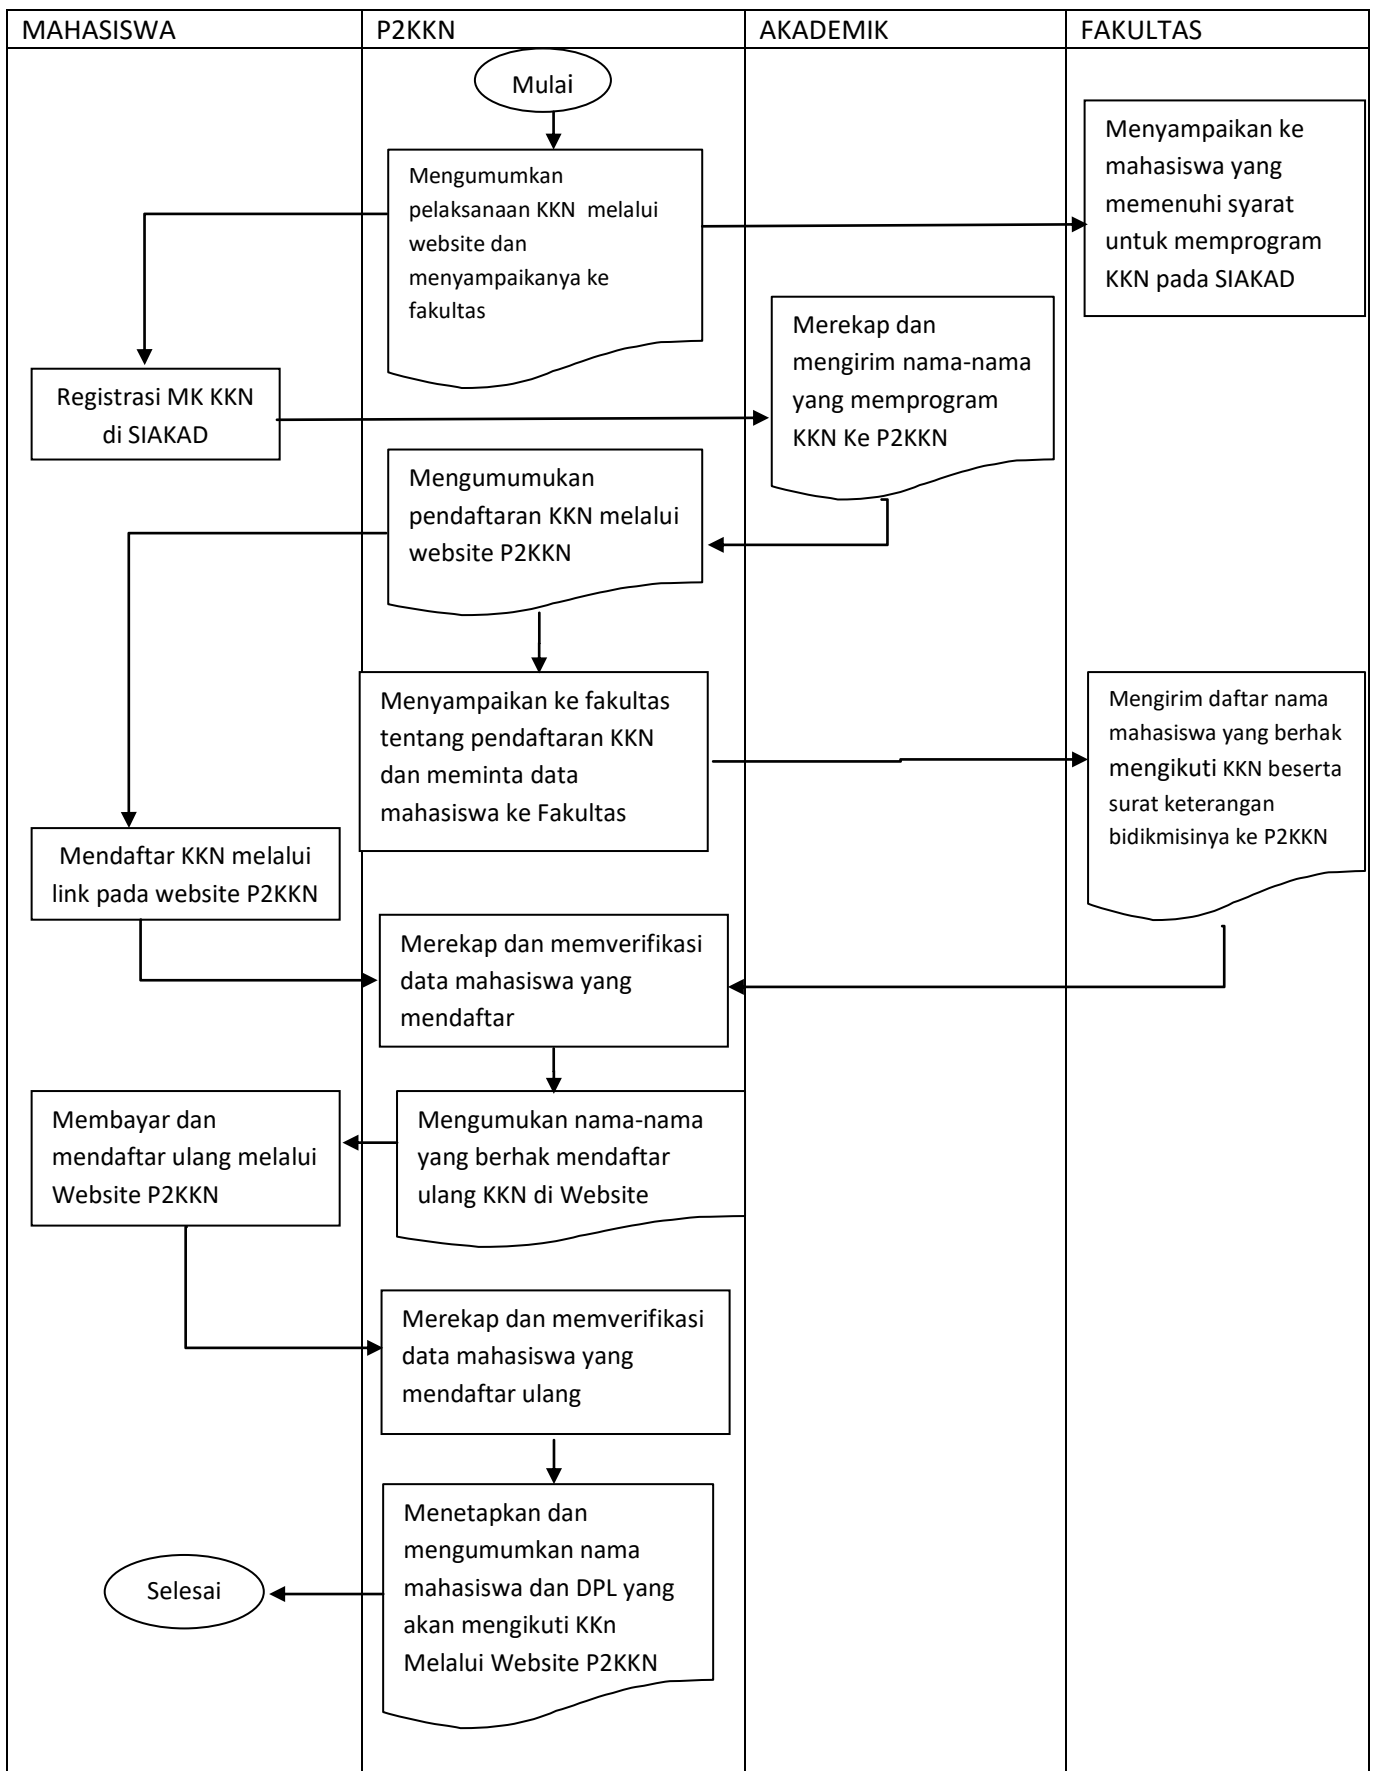 MAHASISWA
P2KKN
AKADEMIK
FAKULTAS
Mulai
Mengumumkan
pelaksanaan KKN  melalui
website dan
menyampaikanya ke
fakultas
Menyampaikan ke
mahasiswa yang
memenuhi syarat
untuk memprogram
KKN pada SIAKAD
Registrasi MK KKN
di SIAKAD
Merekap dan
mengirim nama-nama
yang memprogram
KKN Ke P2KKN
Mengumumukan
pendaftaran KKN melalui
website P2KKN
Menyampaikan ke fakultas
tentang pendaftaran KKN
dan meminta data
mahasiswa ke Fakultas
Mengirim daftar nama
mahasiswa yang berhak
mengikuti KKN beserta
surat keterangan
bidikmisinya ke P2KKN
Mendaftar KKN melalui
link pada website P2KKN
Merekap dan memverifikasi
data mahasiswa yang
mendaftar
Mengumukan nama-nama
yang berhak mendaftar
ulang KKN di Website
Membayar dan
mendaftar ulang melalui
Website P2KKN
Merekap dan memverifikasi
data mahasiswa yang
mendaftar ulang
Menetapkan dan
mengumumkan nama
mahasiswa dan DPL yang
akan mengikuti KKn
Melalui Website P2KKN
Selesai